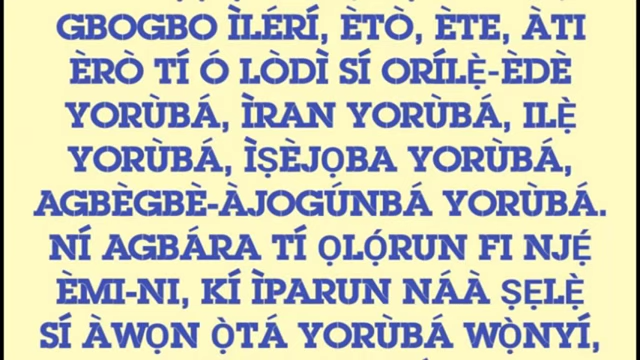 GBOGBO ÌLÉRÍ, ÈTÒ, ÈTE, ÀTI
ÈRÒ TÍ Ó LÒDÌ SÍ ORÍLẸ̀-ÈDÈ
YORÙBÁ, ÌRAN YORÙBÁ, ILẸ̀
YORÙBÁ, ÌṢÈJỌBA YORÙBÁ,
AGBÈGBÈ-ÀJOGÚNBÁ YORÙBÁ.
NÍ AGBÁRA TÍ ỌLỌ́RUN FI NJẸ́
ÈMI-NI, KÍ ÌPARUN NÁÀ ṢẸLẸ̀
SÍ ÀWỌN Ọ̀TÁ YORÙBÁ WỌ̀NYÍ,